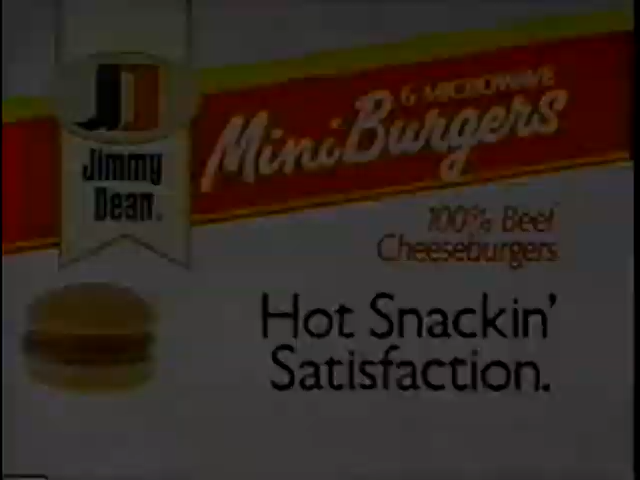 6 MICROWAVE
MiniBurgers
Jimmy
Dean.
100% Beef
Cheeseburgers
Hot Snackin'
Satisfaction.